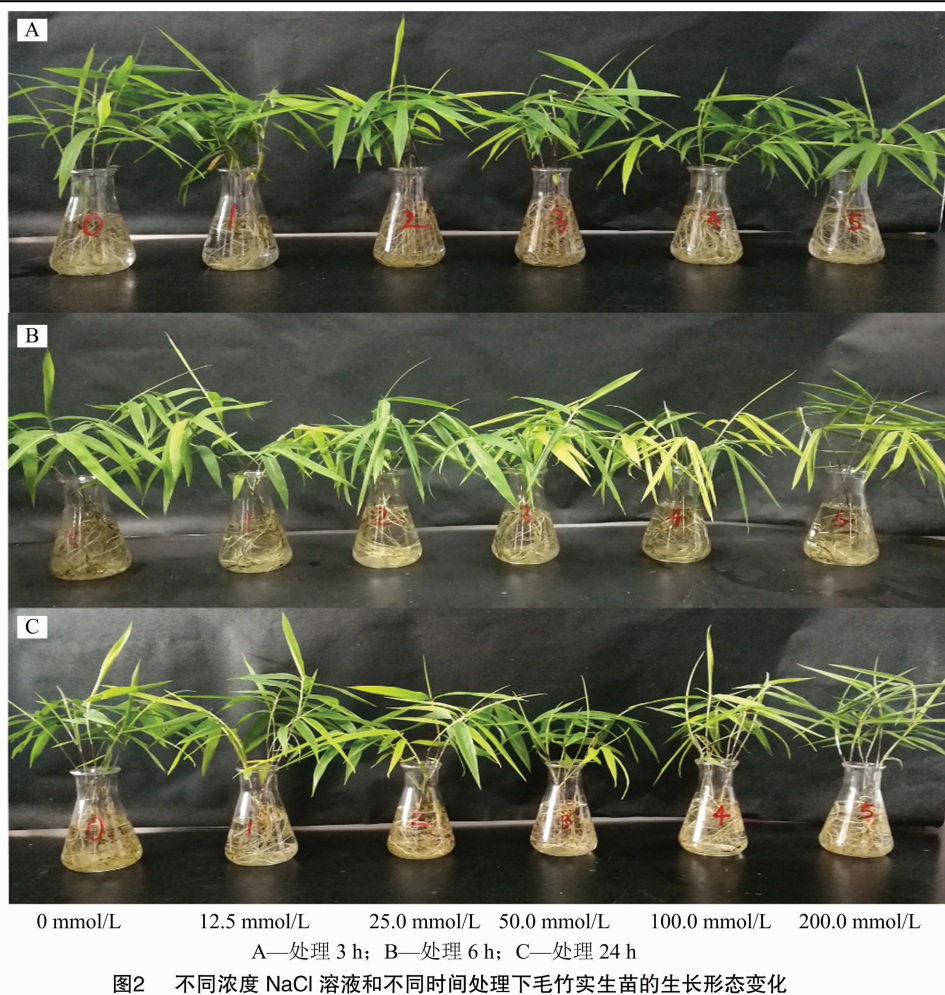 A
0 1 2 3 4 5
B
1 2 3 4 5
C
0 1 2 3 4 5
0 mmol/L 12.5 mmol/L 25.0 mmol/L 50.0 mmol/L 100.0 mmol/L 200.0 mmol/L
A—处理 3 h；B—处理 6 h；C—处理 24 h
图2 不同浓度 NaCl 溶液和不同时间处理下毛竹实生苗的生长形态变化